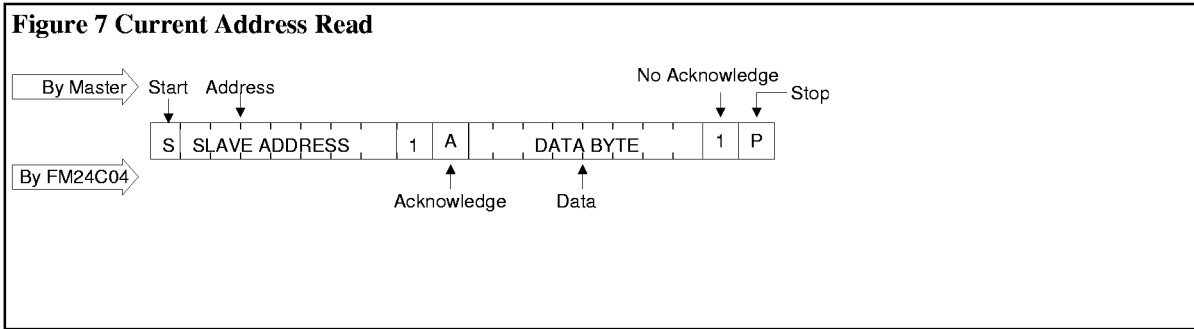 Figure 7 Current Address Read
No Acknowledge
By Master Start Address Stop
S SLAVE ADDRESS 1 A DATA BYTE 1 P
By FM24C04
Acknowledge Data